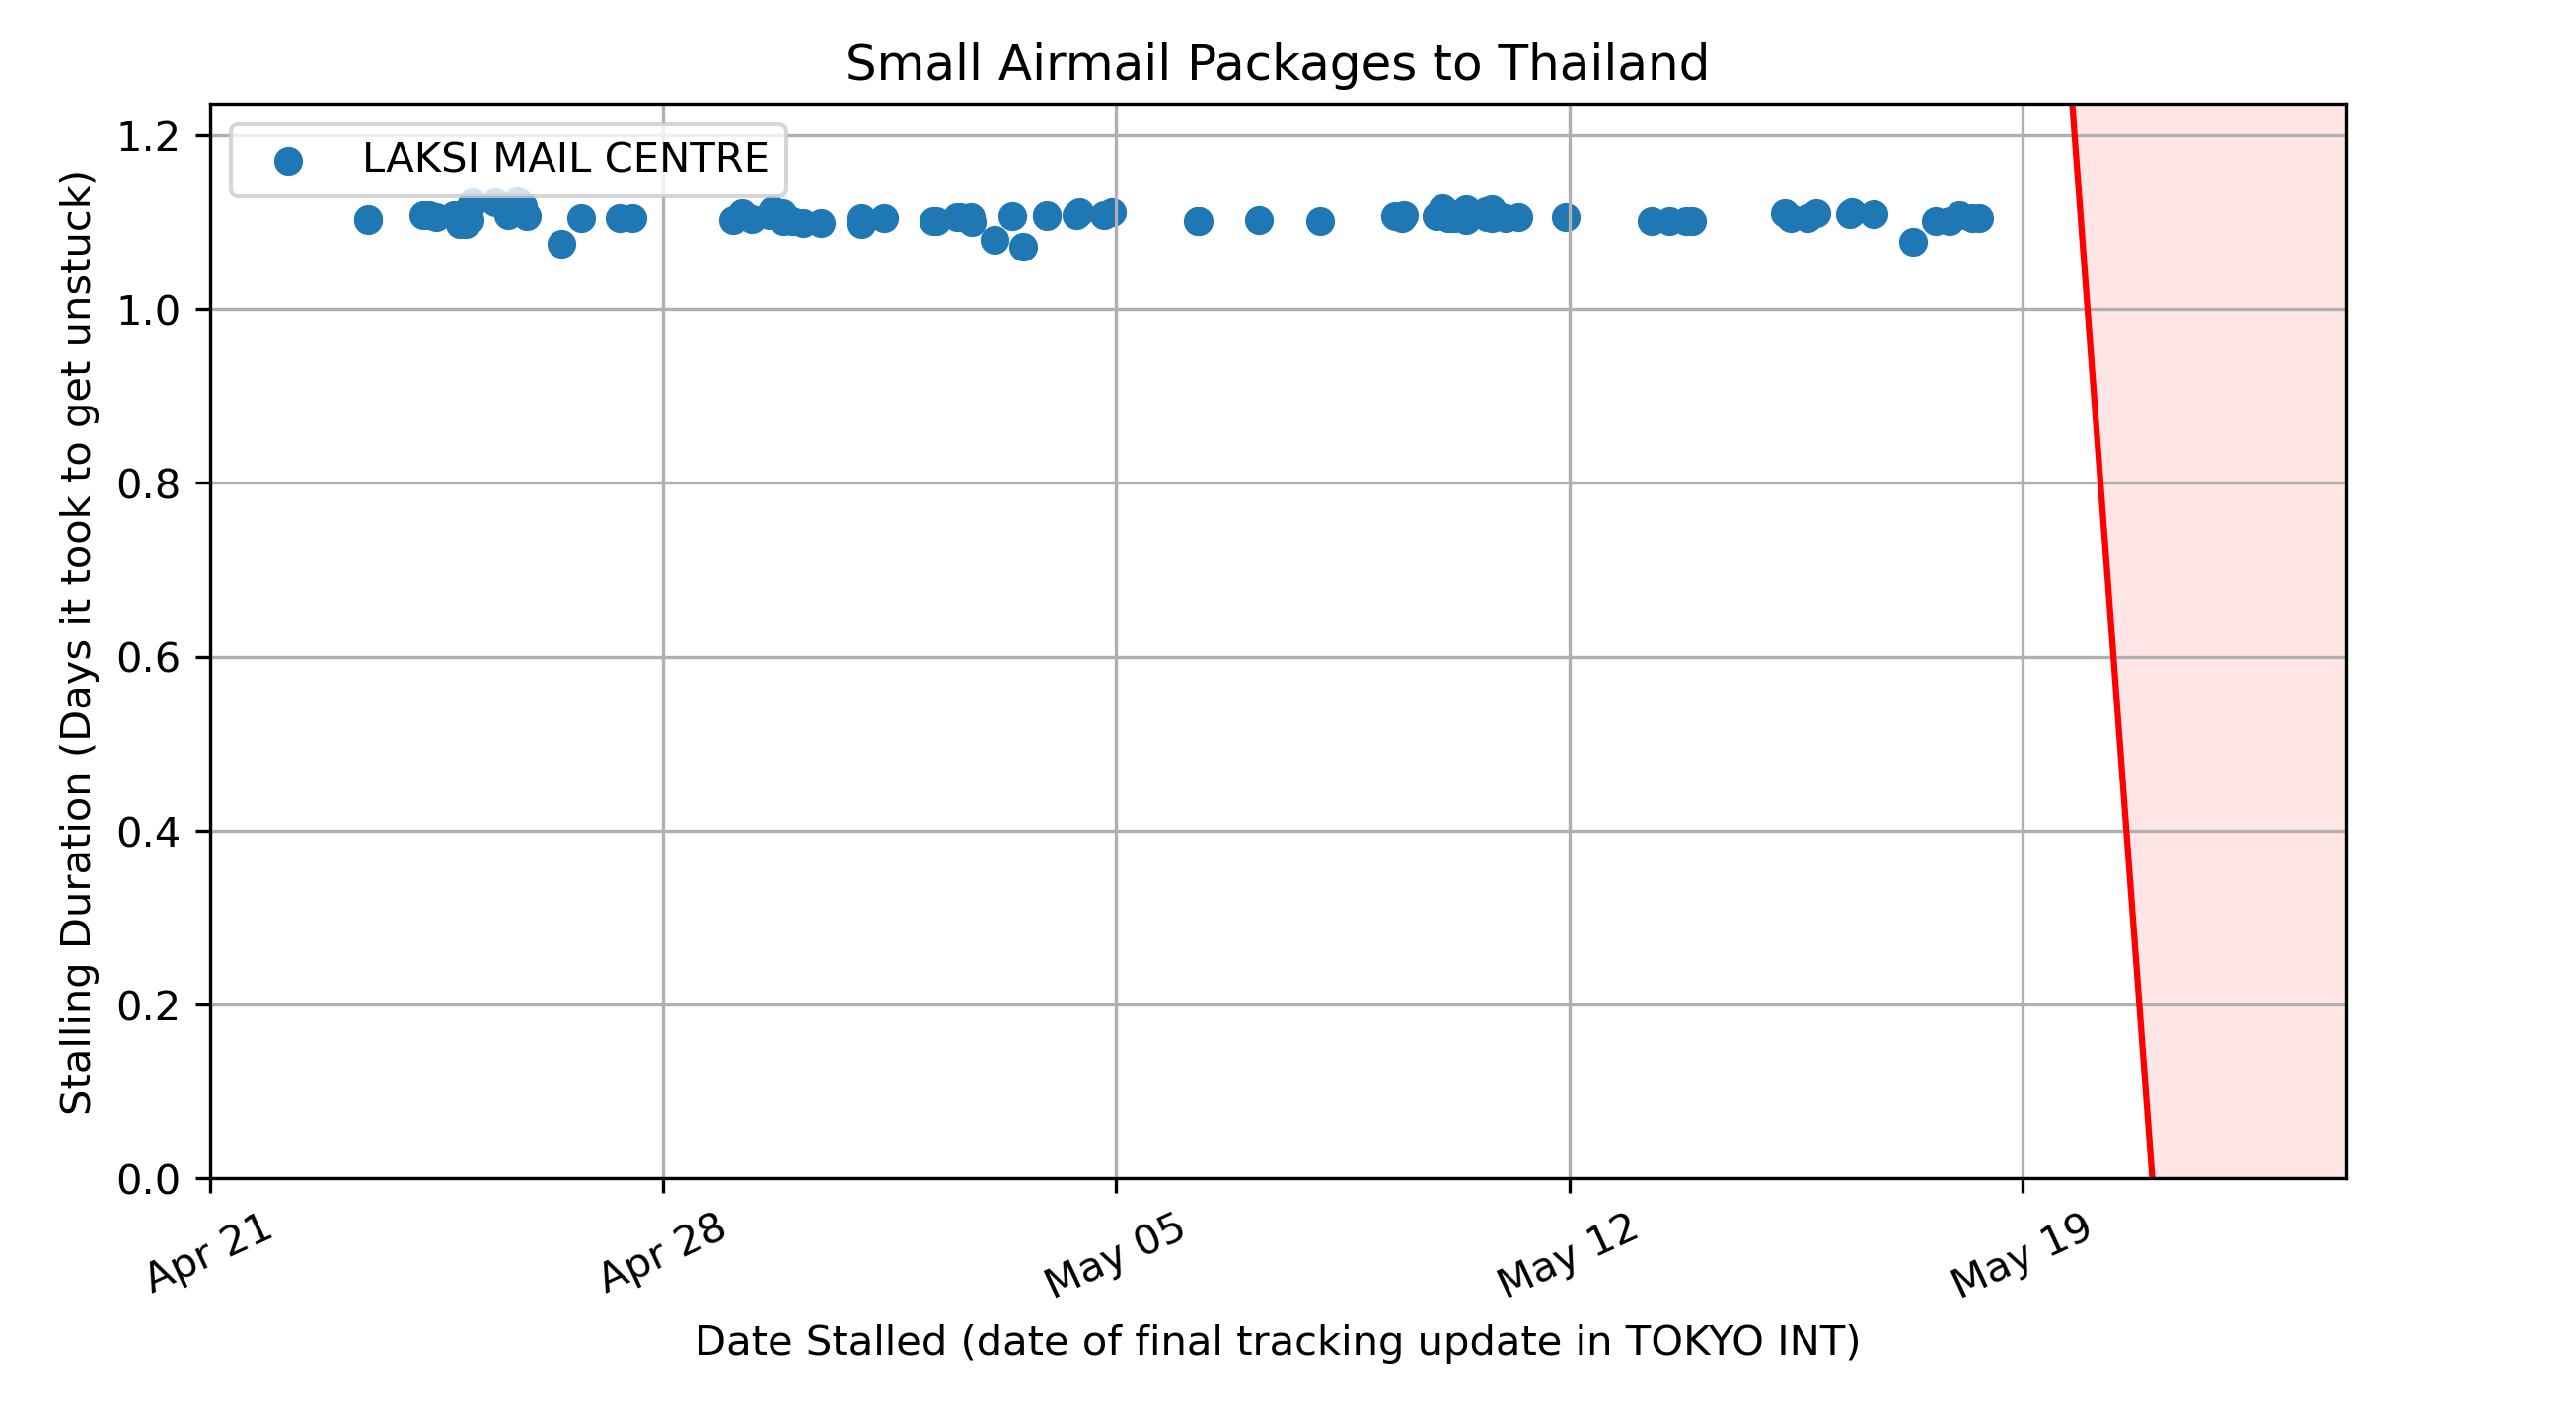 Small Airmail Packages to Thailand
LAKSI MAIL CENTRE
Stalling Duration (Days it took to get unstuck)
1.2
1.0
0.8
0.6
0.4
0.2
0.0
Apr 21
Apr 28
May 05
May 12
May 19
Date Stalled (date of final tracking update in TOKYO INT)